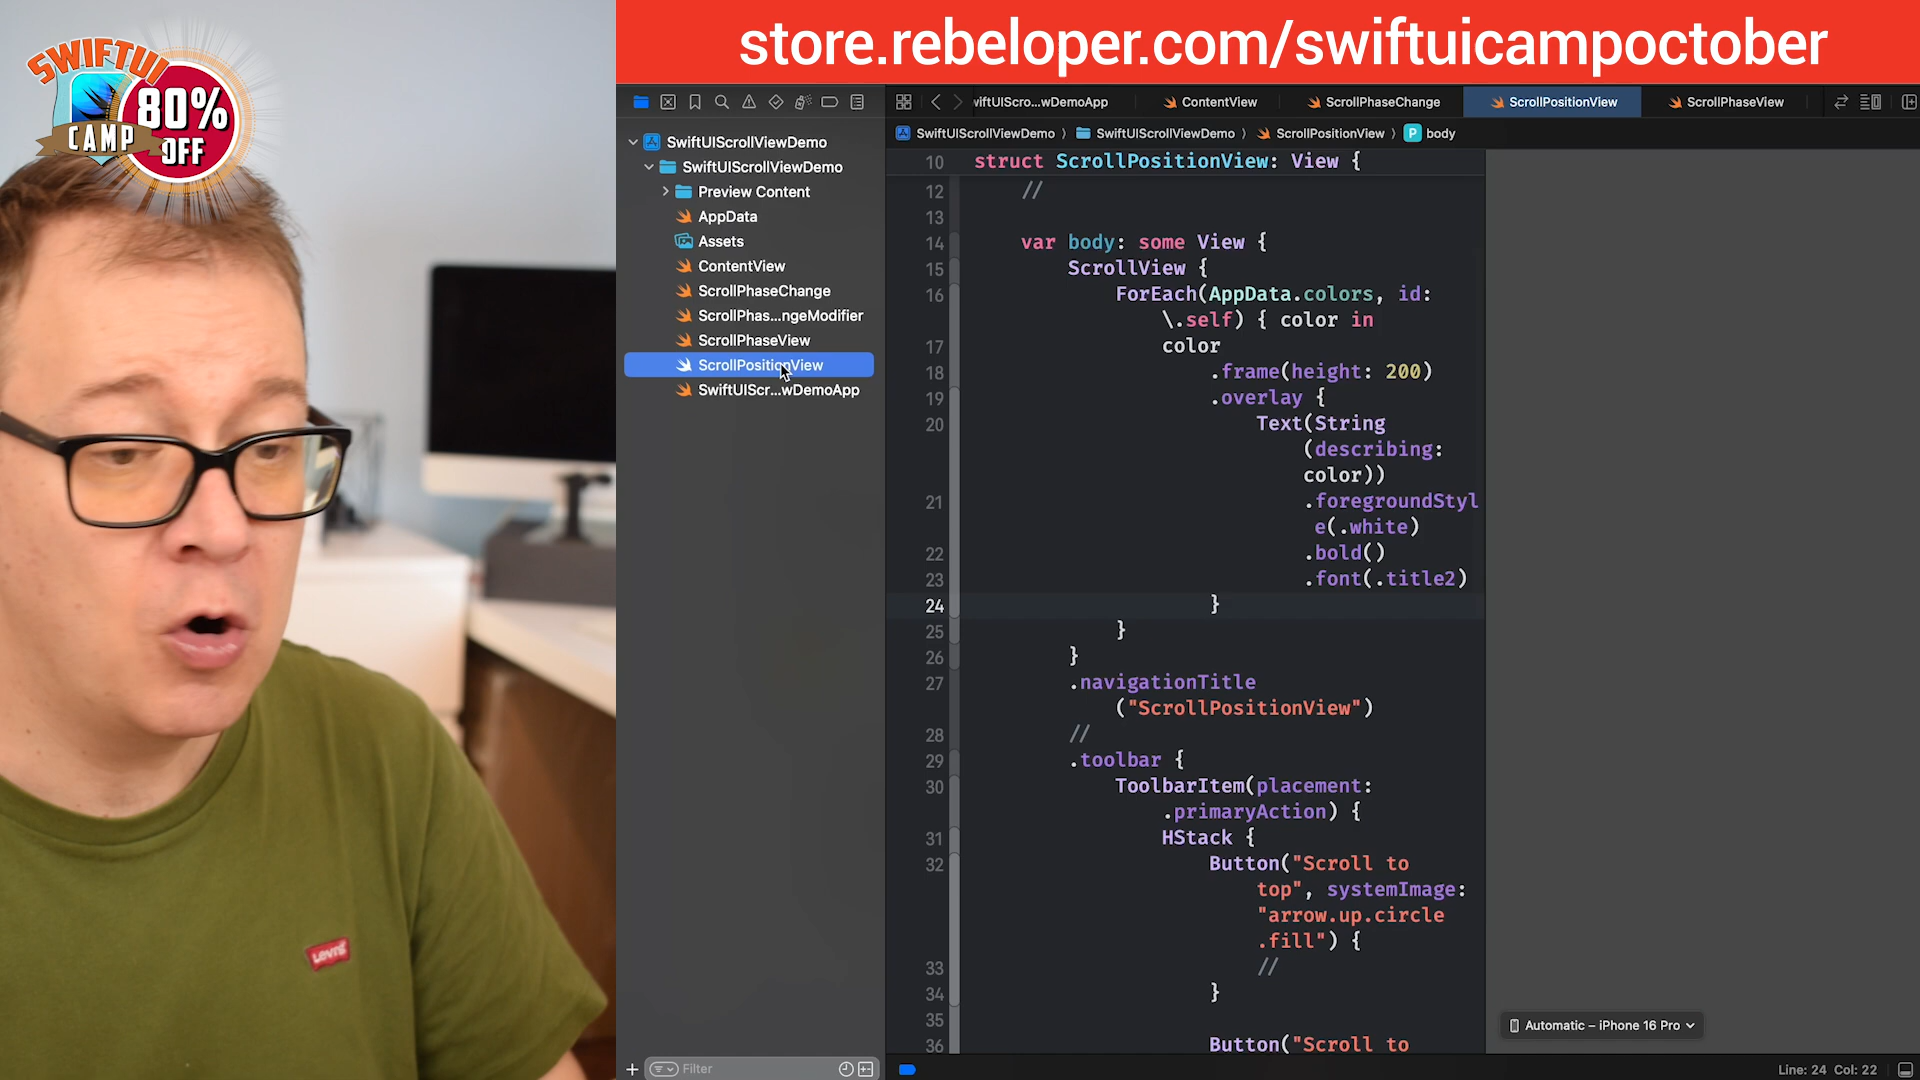 store.rebeloper.com/swiftuicampoctober
SWIFTUI
CAMP
80%
OFF
Levi's
SwiftUIScrollViewDemo
SwiftUIScrollViewDemo
Preview Content
AppData
Assets
ContentView
ScrollPhaseChange
ScrollPhas...ngeModifier
ScrollPhaseView
ScrollPositionView
SwiftUIScr...wDemoApp
Filter
viftUIScro...wDemoApp ContentView ScrollPhaseChange ScrollPositionView ScrollPhaseView
SwiftUIScrollViewDemo SwiftUIScrollViewDemo ScrollPositionView P body
10 struct ScrollPositionView: View {
12 //
13
14 var body: some View {
15 ScrollView {
16 ForEach(AppData.colors, id:
\.self) { color in
17 color
18 .frame(height: 200)
19 .overlay {
20 Text(String
(describing:
color))
21 .foregroundStyl
e(.white)
22 .bold()
23 .font(.title2)
24 }
25 }
26 }
27 .navigationTitle
("ScrollPositionView")
28 //
29 .toolbar {
30 ToolbarItem(placement:
.primaryAction) {
31 HStack {
32 Button("Scroll to
top", systemImage:
"arrow.up.circle
.fill") {
33 //
34 }
35
36 Button("Scroll to
Automatic – iPhone 16 Pro
Line: 24 Col: 22